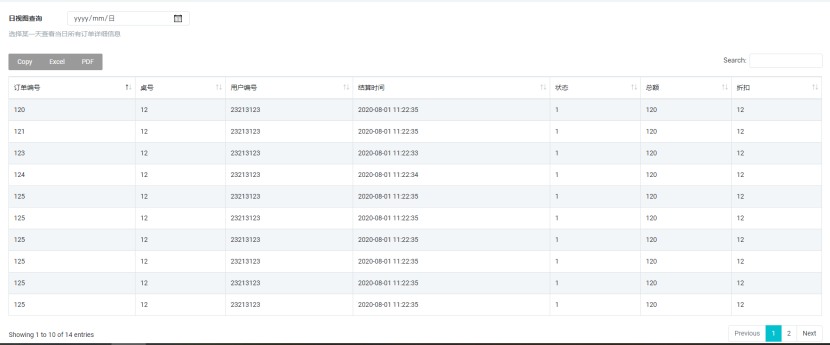 日视图查询 yyyy/mm/日
选择某一天查看当日所有订单详细信息
Copy Excel PDF Search:
订单编号 桌号 用户编号 结算时间 状态 总额 折扣
120 12 23213123 2020-08-01 11:22:35 1 120 12
121 12 23213123 2020-08-01 11:22:35 1 120 12
123 12 23213123 2020-08-01 11:22:33 1 120 12
124 12 23213123 2020-08-01 11:22:34 1 120 12
125 12 23213123 2020-08-01 11:22:35 1 120 12
125 12 23213123 2020-08-01 11:22:35 1 120 12
125 12 23213123 2020-08-01 11:22:35 1 120 12
125 12 23213123 2020-08-01 11:22:35 1 120 12
125 12 23213123 2020-08-01 11:22:35 1 120 12
125 12 23213123 2020-08-01 11:22:35 1 120 12
Showing 1 to 10 of 14 entries Previous 1 2 Next